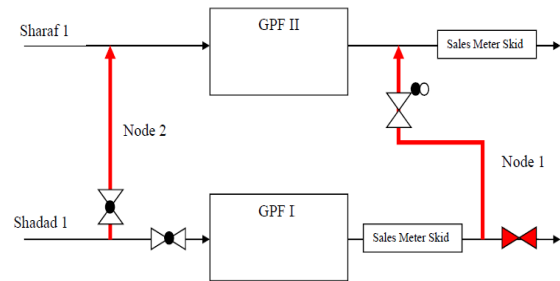 Sharaf 1
GPF II
Sales Meter Skid
Node 2
Node 1
Shadad 1
GPF I
Sales Meter Skid